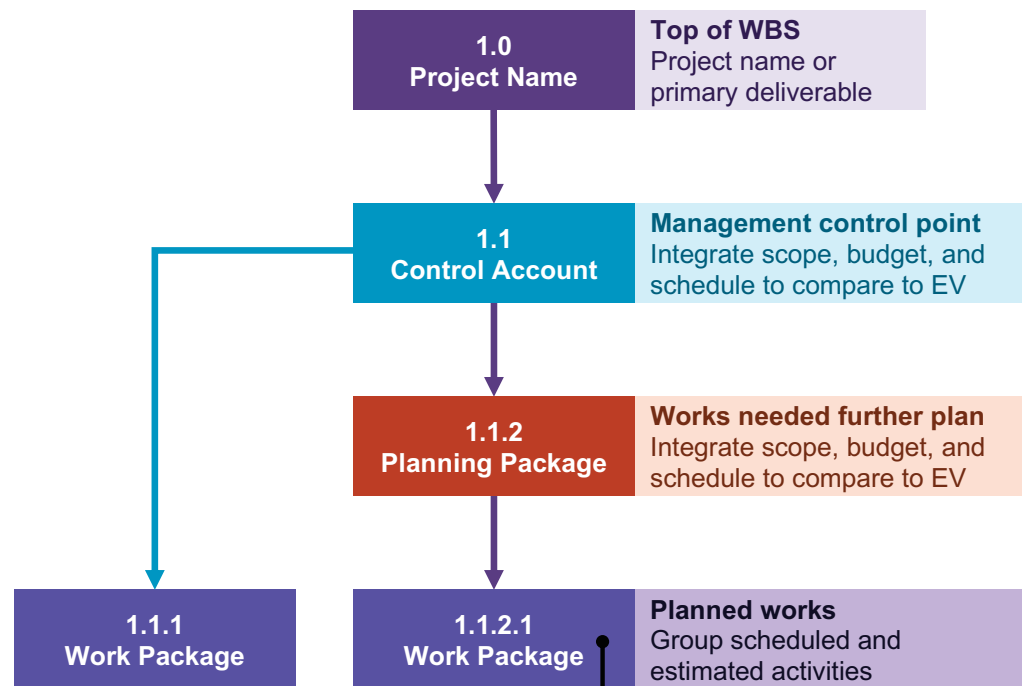 1.0
Project Name
Top of WBS
Project name or
primary deliverable
1.1
Control Account
Management control point
Integrate scope, budget, and
schedule to compare to EV
1.1.2
Planning Package
Works needed further plan
Integrate scope, budget, and
schedule to compare to EV
1.1.1
Work Package
1.1.2.1
Work Package
Planned works
Group scheduled and
estimated activities